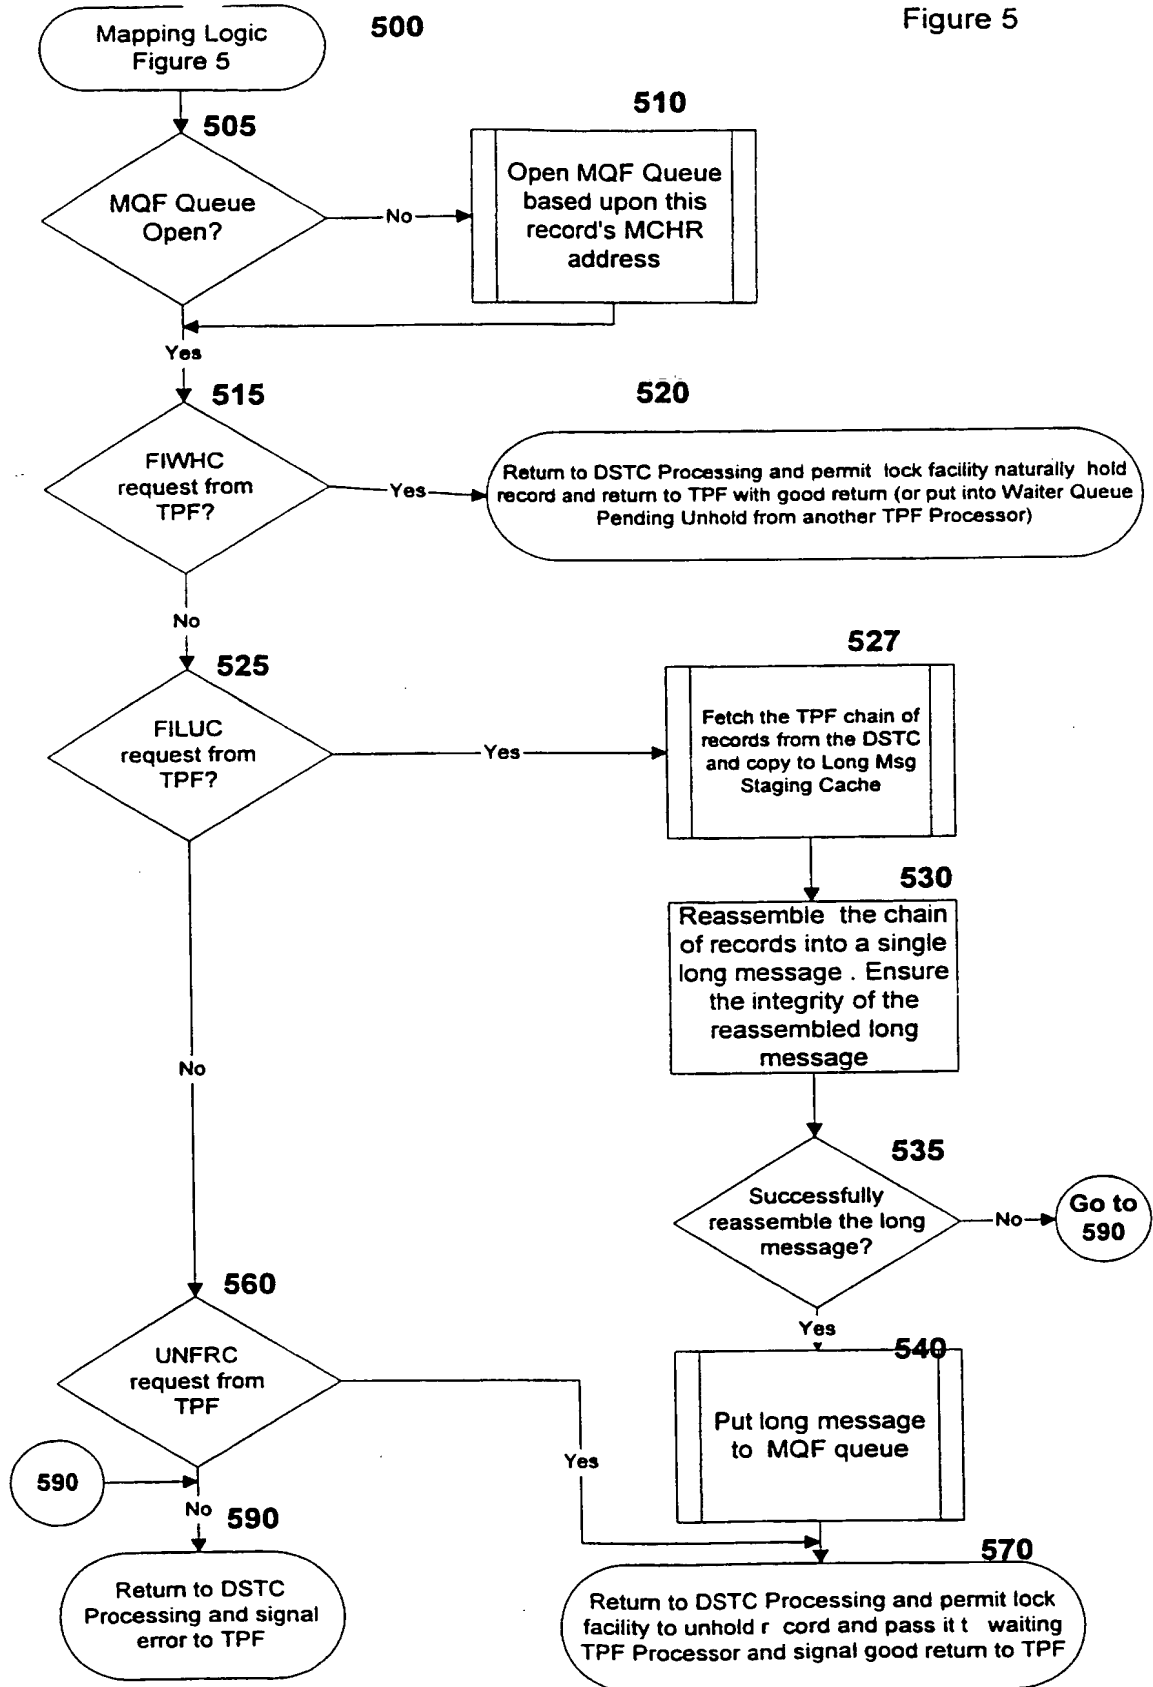 Figure 5
Mapping Logic
Figure 5
500
505
MQF Queue
Open?
No
510
Open MQF Queue
based upon this
record's MCHR
address
Yes
515
FIWHC
request from
TPF?
Yes
520
Return to DSTC Processing and permit lock facility naturally hold
record and return to TPF with good return (or put into Waiter Queue
Pending Unhold from another TPF Processor)
No
525
FILUC
request from
TPF?
Yes
527
Fetch the TPF chain of
records from the DSTC
and copy to Long Msg
Staging Cache
530
Reassemble the chain
of records into a single
long message . Ensure
the integrity of the
reassembled long
message
No
535
Successfully
reassemble the long
message?
No
Go to
590
Yes
540
Put long message
to MQF queue
560
UNFRC
request from
TPF
Yes
590
No
590
Return to DSTC
Processing and signal
error to TPF
570
Return to DSTC Processing and permit lock
facility to unhold r cord and pass it t waiting
TPF Processor and signal good return to TPF